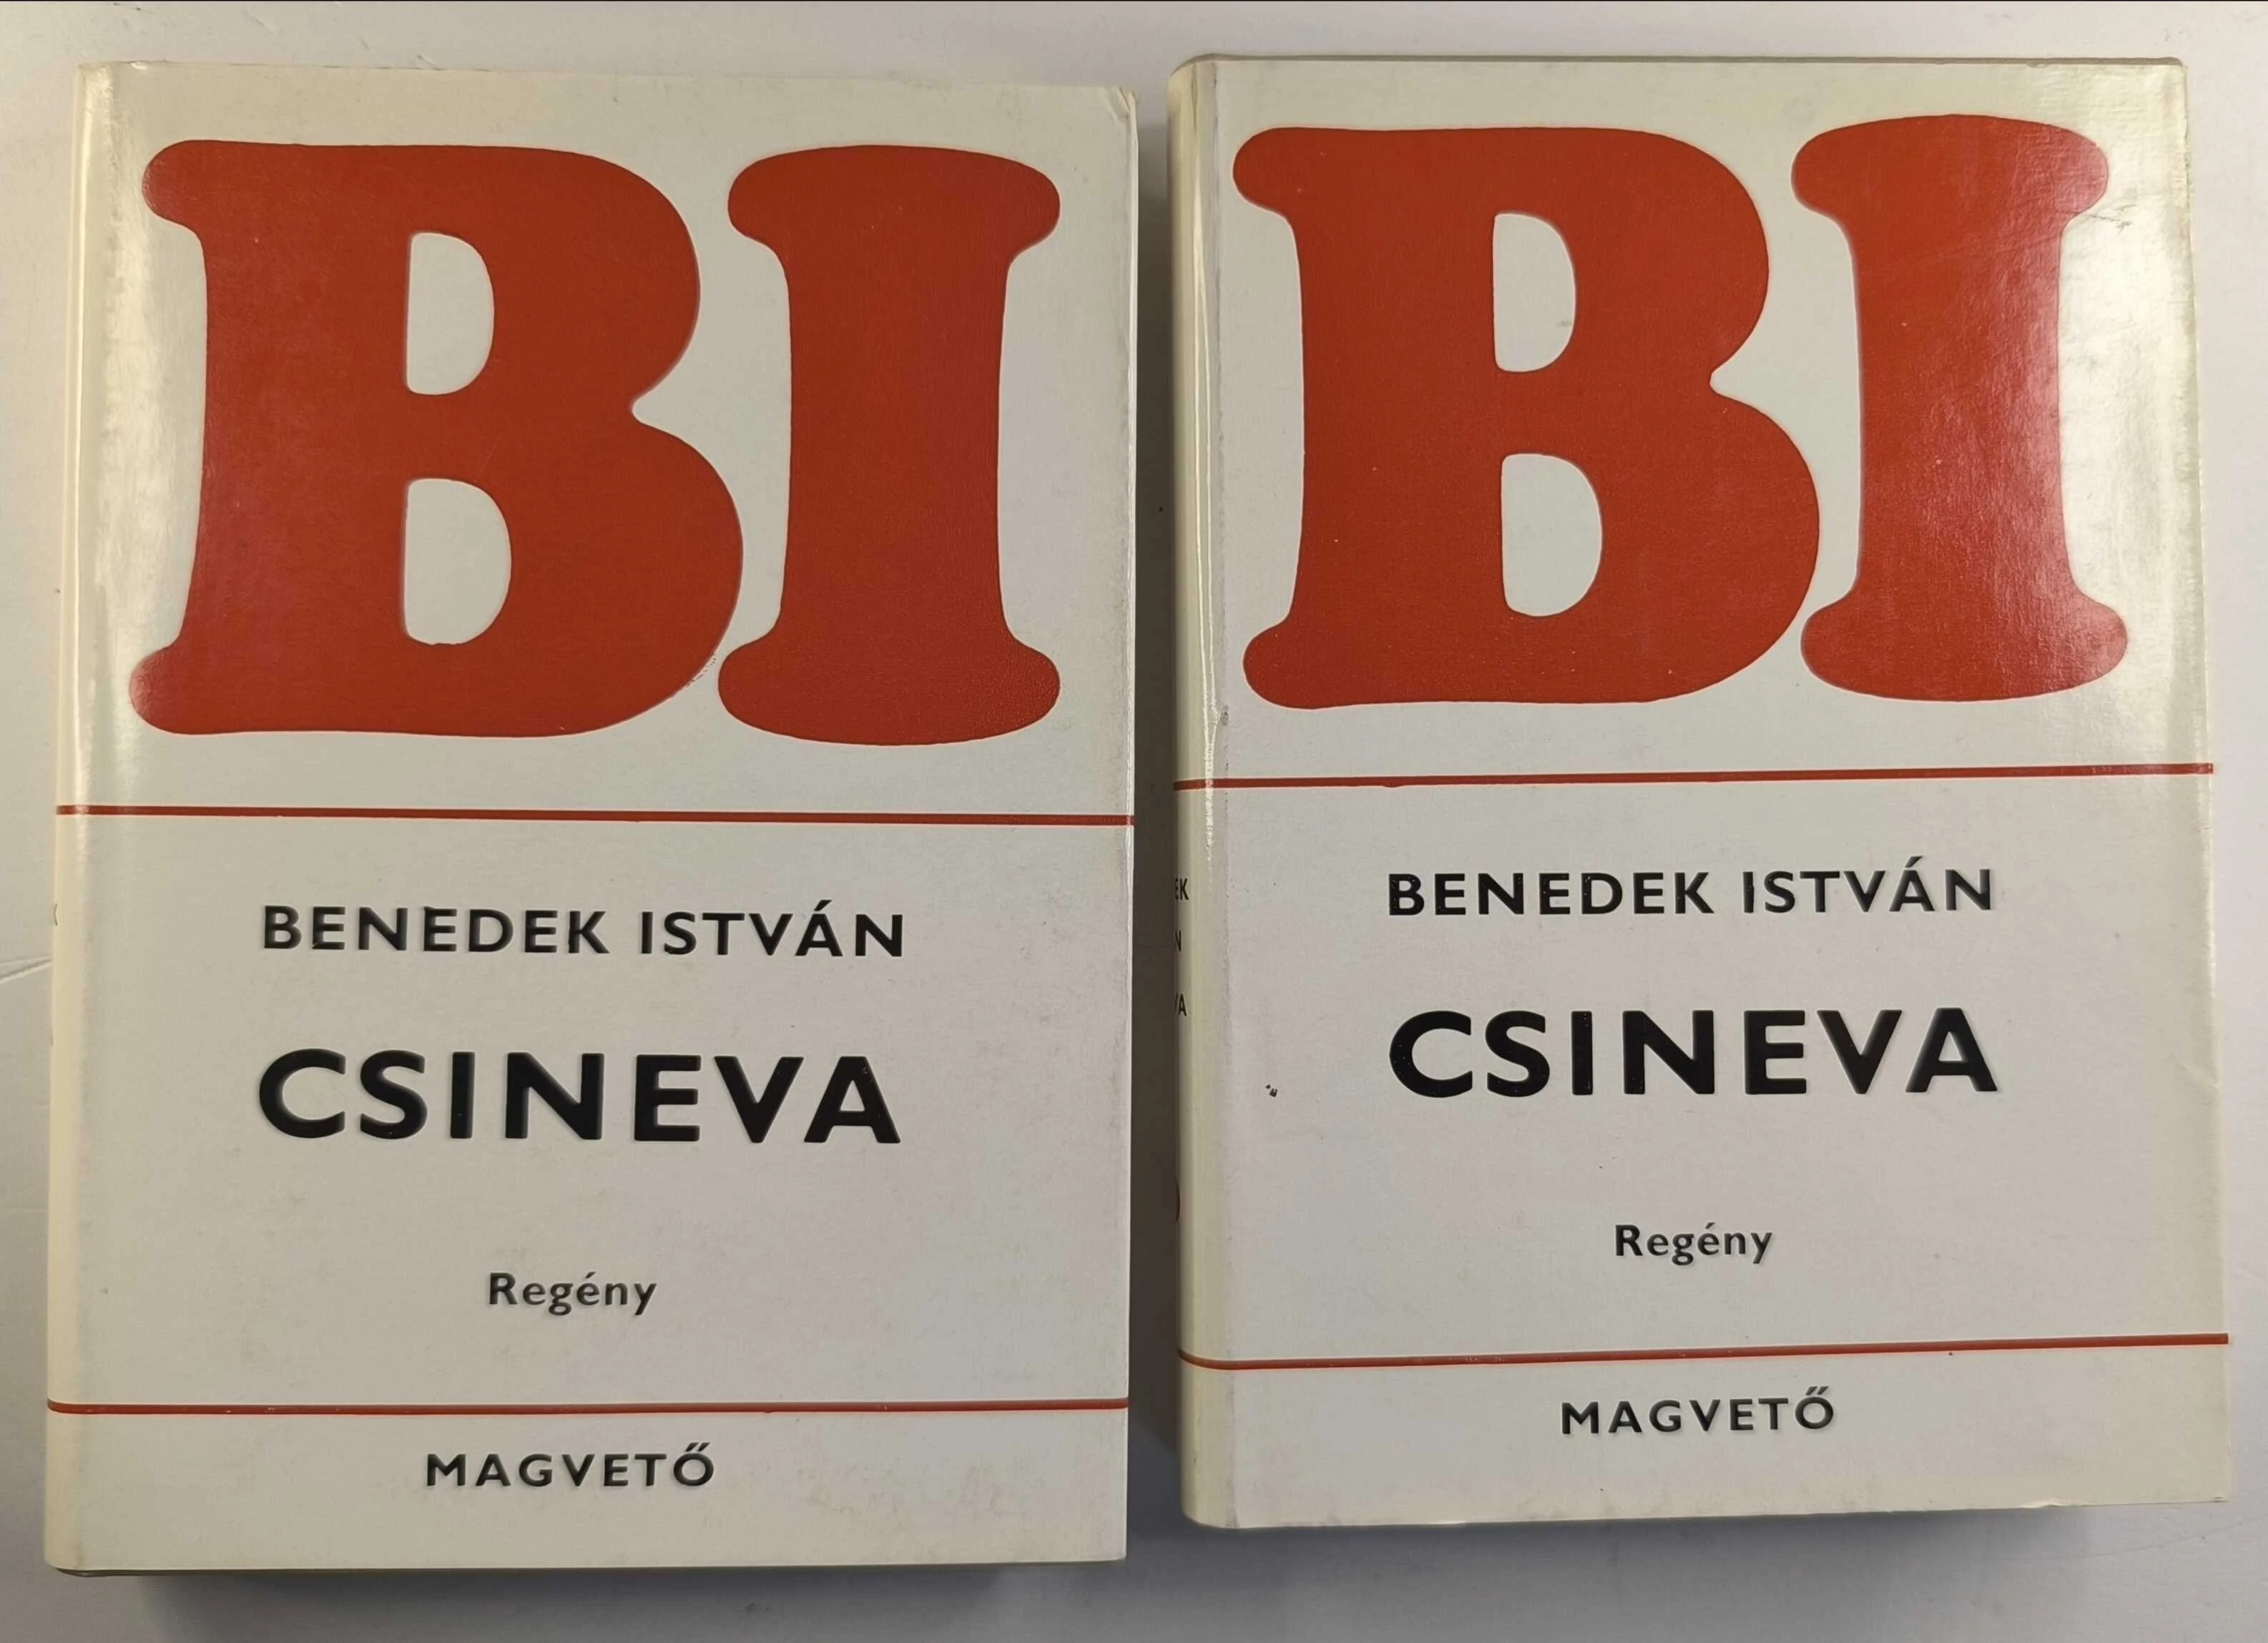 BI
BENEDEK ISTVÁN
CSINEVA
Regény
MAGVETŐ
BI
BENEDEK ISTVÁN
CSINEVA
Regény
MAGVETŐ